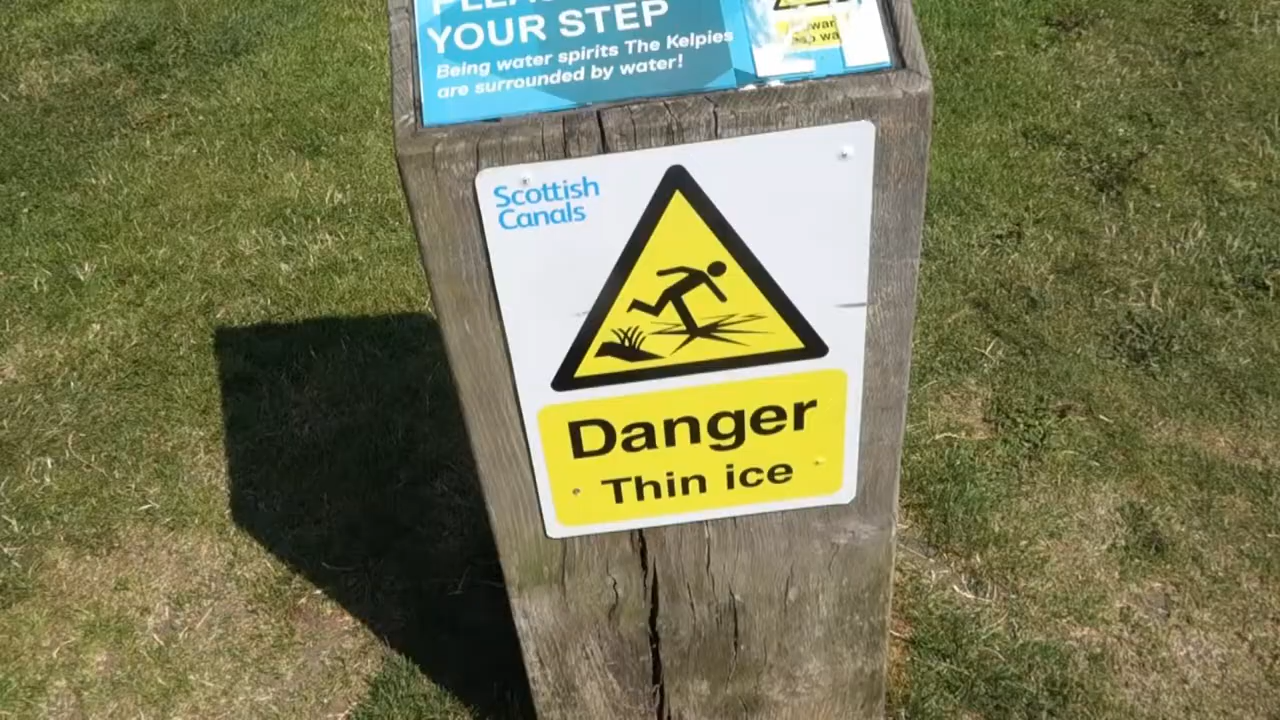 YOUR STEP
Being water spirits The Kelpies
are surrounded by water!
Scottish
Canals
Danger
Thin ice